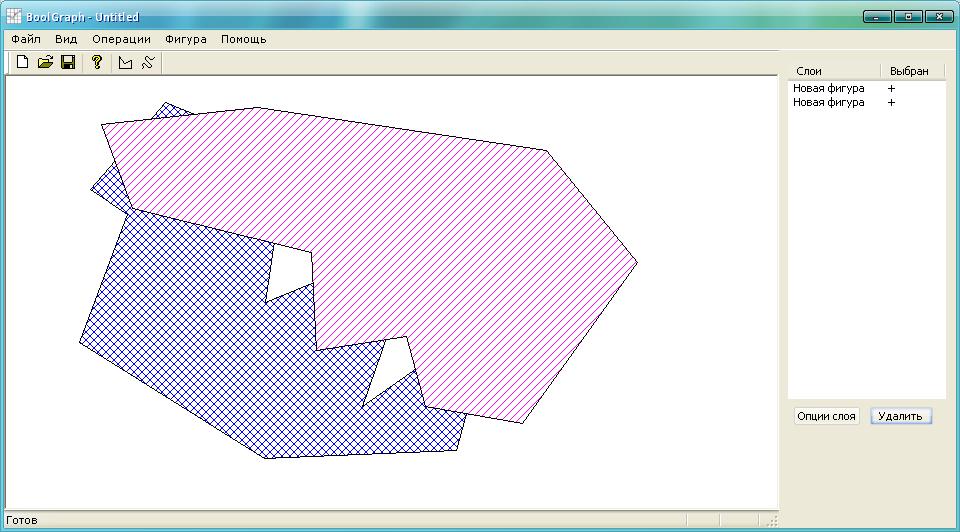 BoolGraph - Untitled
Файл Вид Операции Фигура Помощь
Слои Выбран
Новая фигура +
Новая фигура +
Опции слоя Удалить
Готов